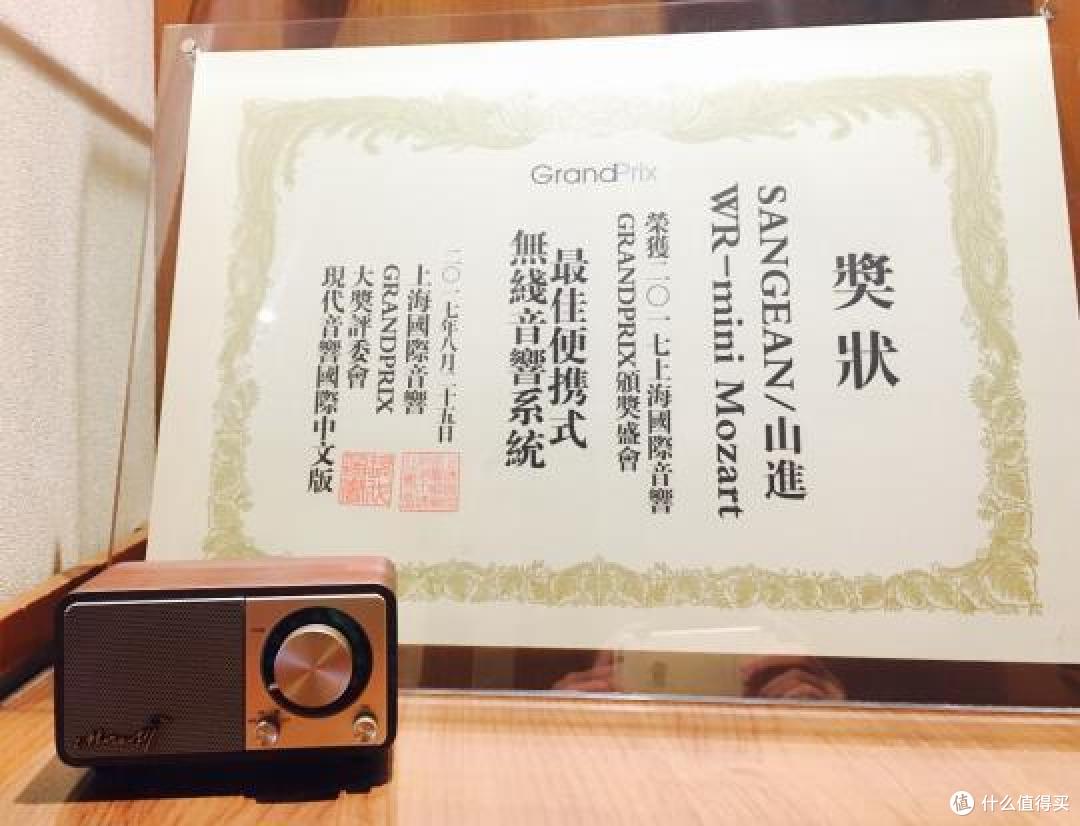 GrandPrix
獎狀
SANGEAN/山進
WR-mini Mozart
榮獲二〇一七上海國際音響
GRANDPRIX頒獎盛會
最佳便携式
無綫音響系統
二〇一七年八月二十五日
上海國際音響
GRANDPRIX
大獎評委會
現代音響國際中文版
值 什么值得买